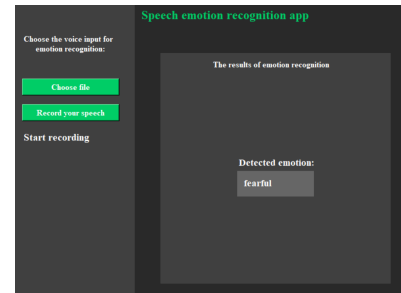 Speech emotion recognition app
Choose the voice input for
emotion recognition:
Choose file
Record your speech
Start recording
The results of emotion recognition
Detected emotion:
fearful